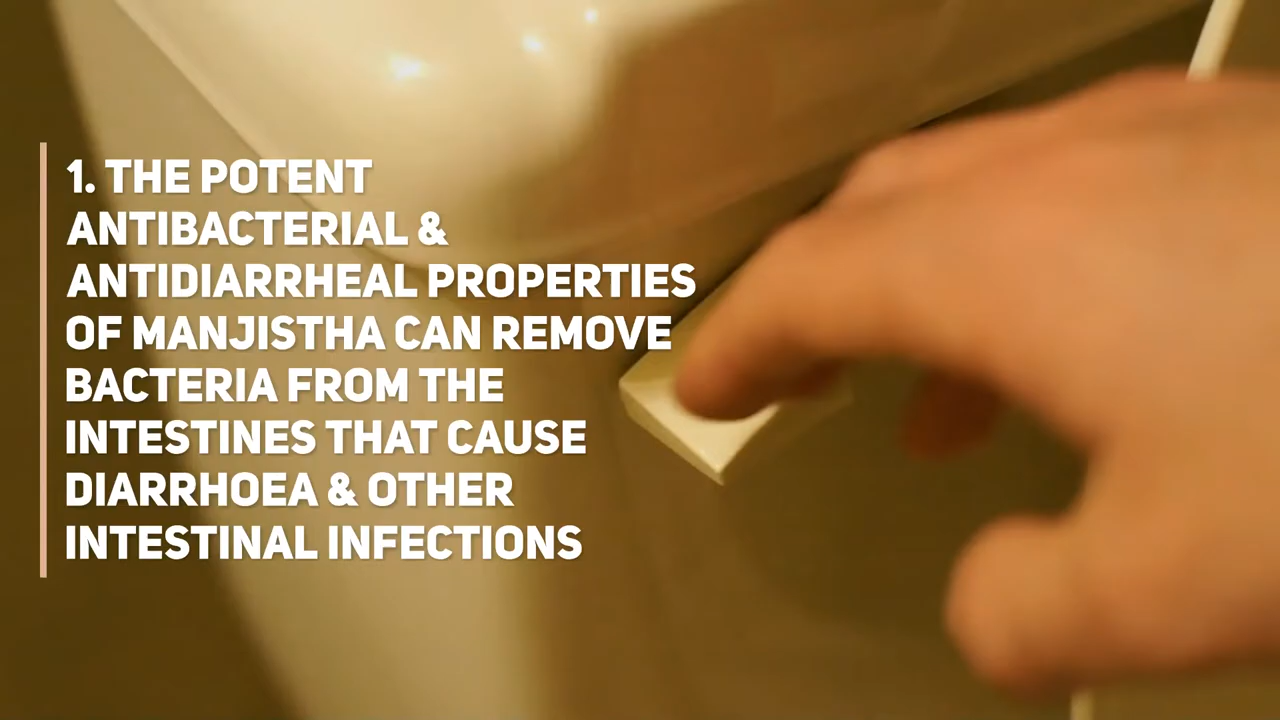 1. THE POTENT
ANTIBACTERIAL &
ANTIDIARRHEAL PROPERTIES
OF MANJISTHA CAN REMOVE
BACTERIA FROM THE
INTESTINES THAT CAUSE
DIARRHOEA & OTHER
INTESTINAL INFECTIONS